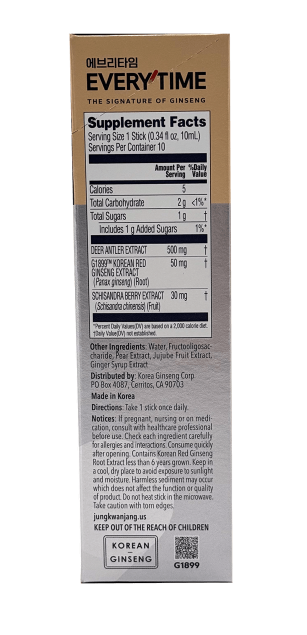 에브리타임
EVERYTIME
THE SIGNATURE OF GINSENG
Supplement Facts
Serving Size 1 Stick (0.34 fl oz, 10mL)
Servings Per Container 10
Amount Per Serving %Daily Value
Calories 5
Total Carbohydrate 2 g <1%*
Total Sugars 1 g †
Includes 1 g Added Sugars 1%*
DEER ANTLER EXTRACT 500 mg †
G1899™ KOREAN RED 50 mg †
GINSENG EXTRACT
(Panax ginseng) (Root)
SCHISANDRA BERRY EXTRACT 30 mg †
(Schisandra chinensis) (Fruit)
*Percent Daily Values(DV) are based on a 2,000 calorie diet.
†Daily Value(DV) not established.
Other Ingredients: Water, Fructooligosac-
charide, Pear Extract, Jujube Fruit Extract,
Ginger Syrup Extract
Distributed by: Korea Ginseng Corp
PO Box 4087, Cerritos, CA 90703
Made in Korea
Directions: Take 1 stick once daily.
Notices: If pregnant, nursing or on medi-
cation, consult with healthcare professional
before use. Check each ingredient carefully
for allergies and interactions. Consume quickly
after opening. Contains Korean Red Ginseng
Root Extract less than 6 years grown. Keep in
a cool, dry place to avoid exposure to sunlight
and moisture. Harmless sediment may occur
which does not affect the function or quality
of product. Do not heat stick in the microwave.
Take caution with torn edges.
jungkwanjang.us
KEEP OUT OF THE REACH OF CHILDREN
KOREAN
GINSENG
G1899